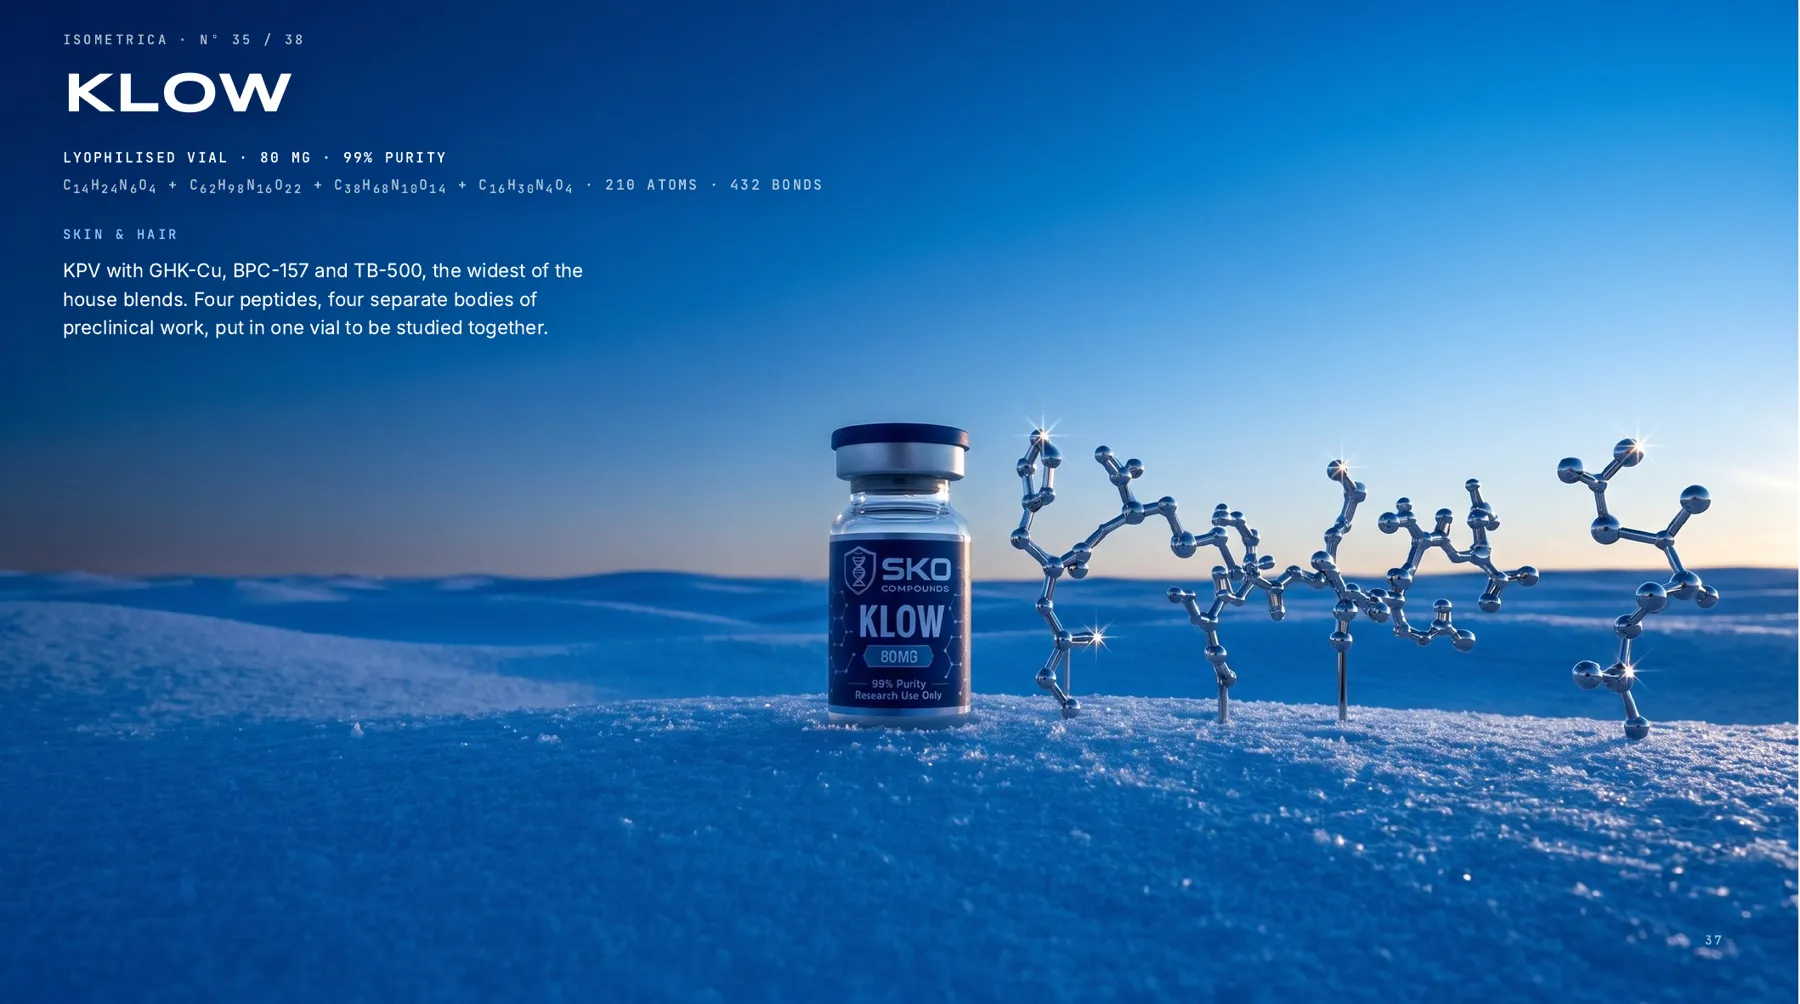 ISOMETRICA · N° 35 / 38
KLOW
LYOPHILISED VIAL · 80 MG · 99% PURITY
C₁₄H₂₄N₆O₄ + C₆₂H₉₈N₁₆O₂₂ + C₃₈H₆₈N₁₀O₁₄ + C₁₆H₃₀N₄O₄ · 210 ATOMS · 432 BONDS
SKIN & HAIR
KPV with GHK-Cu, BPC-157 and TB-500, the widest of the
house blends. Four peptides, four separate bodies of
preclinical work, put in one vial to be studied together.
SKO
COMPOUNDS
KLOW
80MG
99% Purity
Research Use Only
37